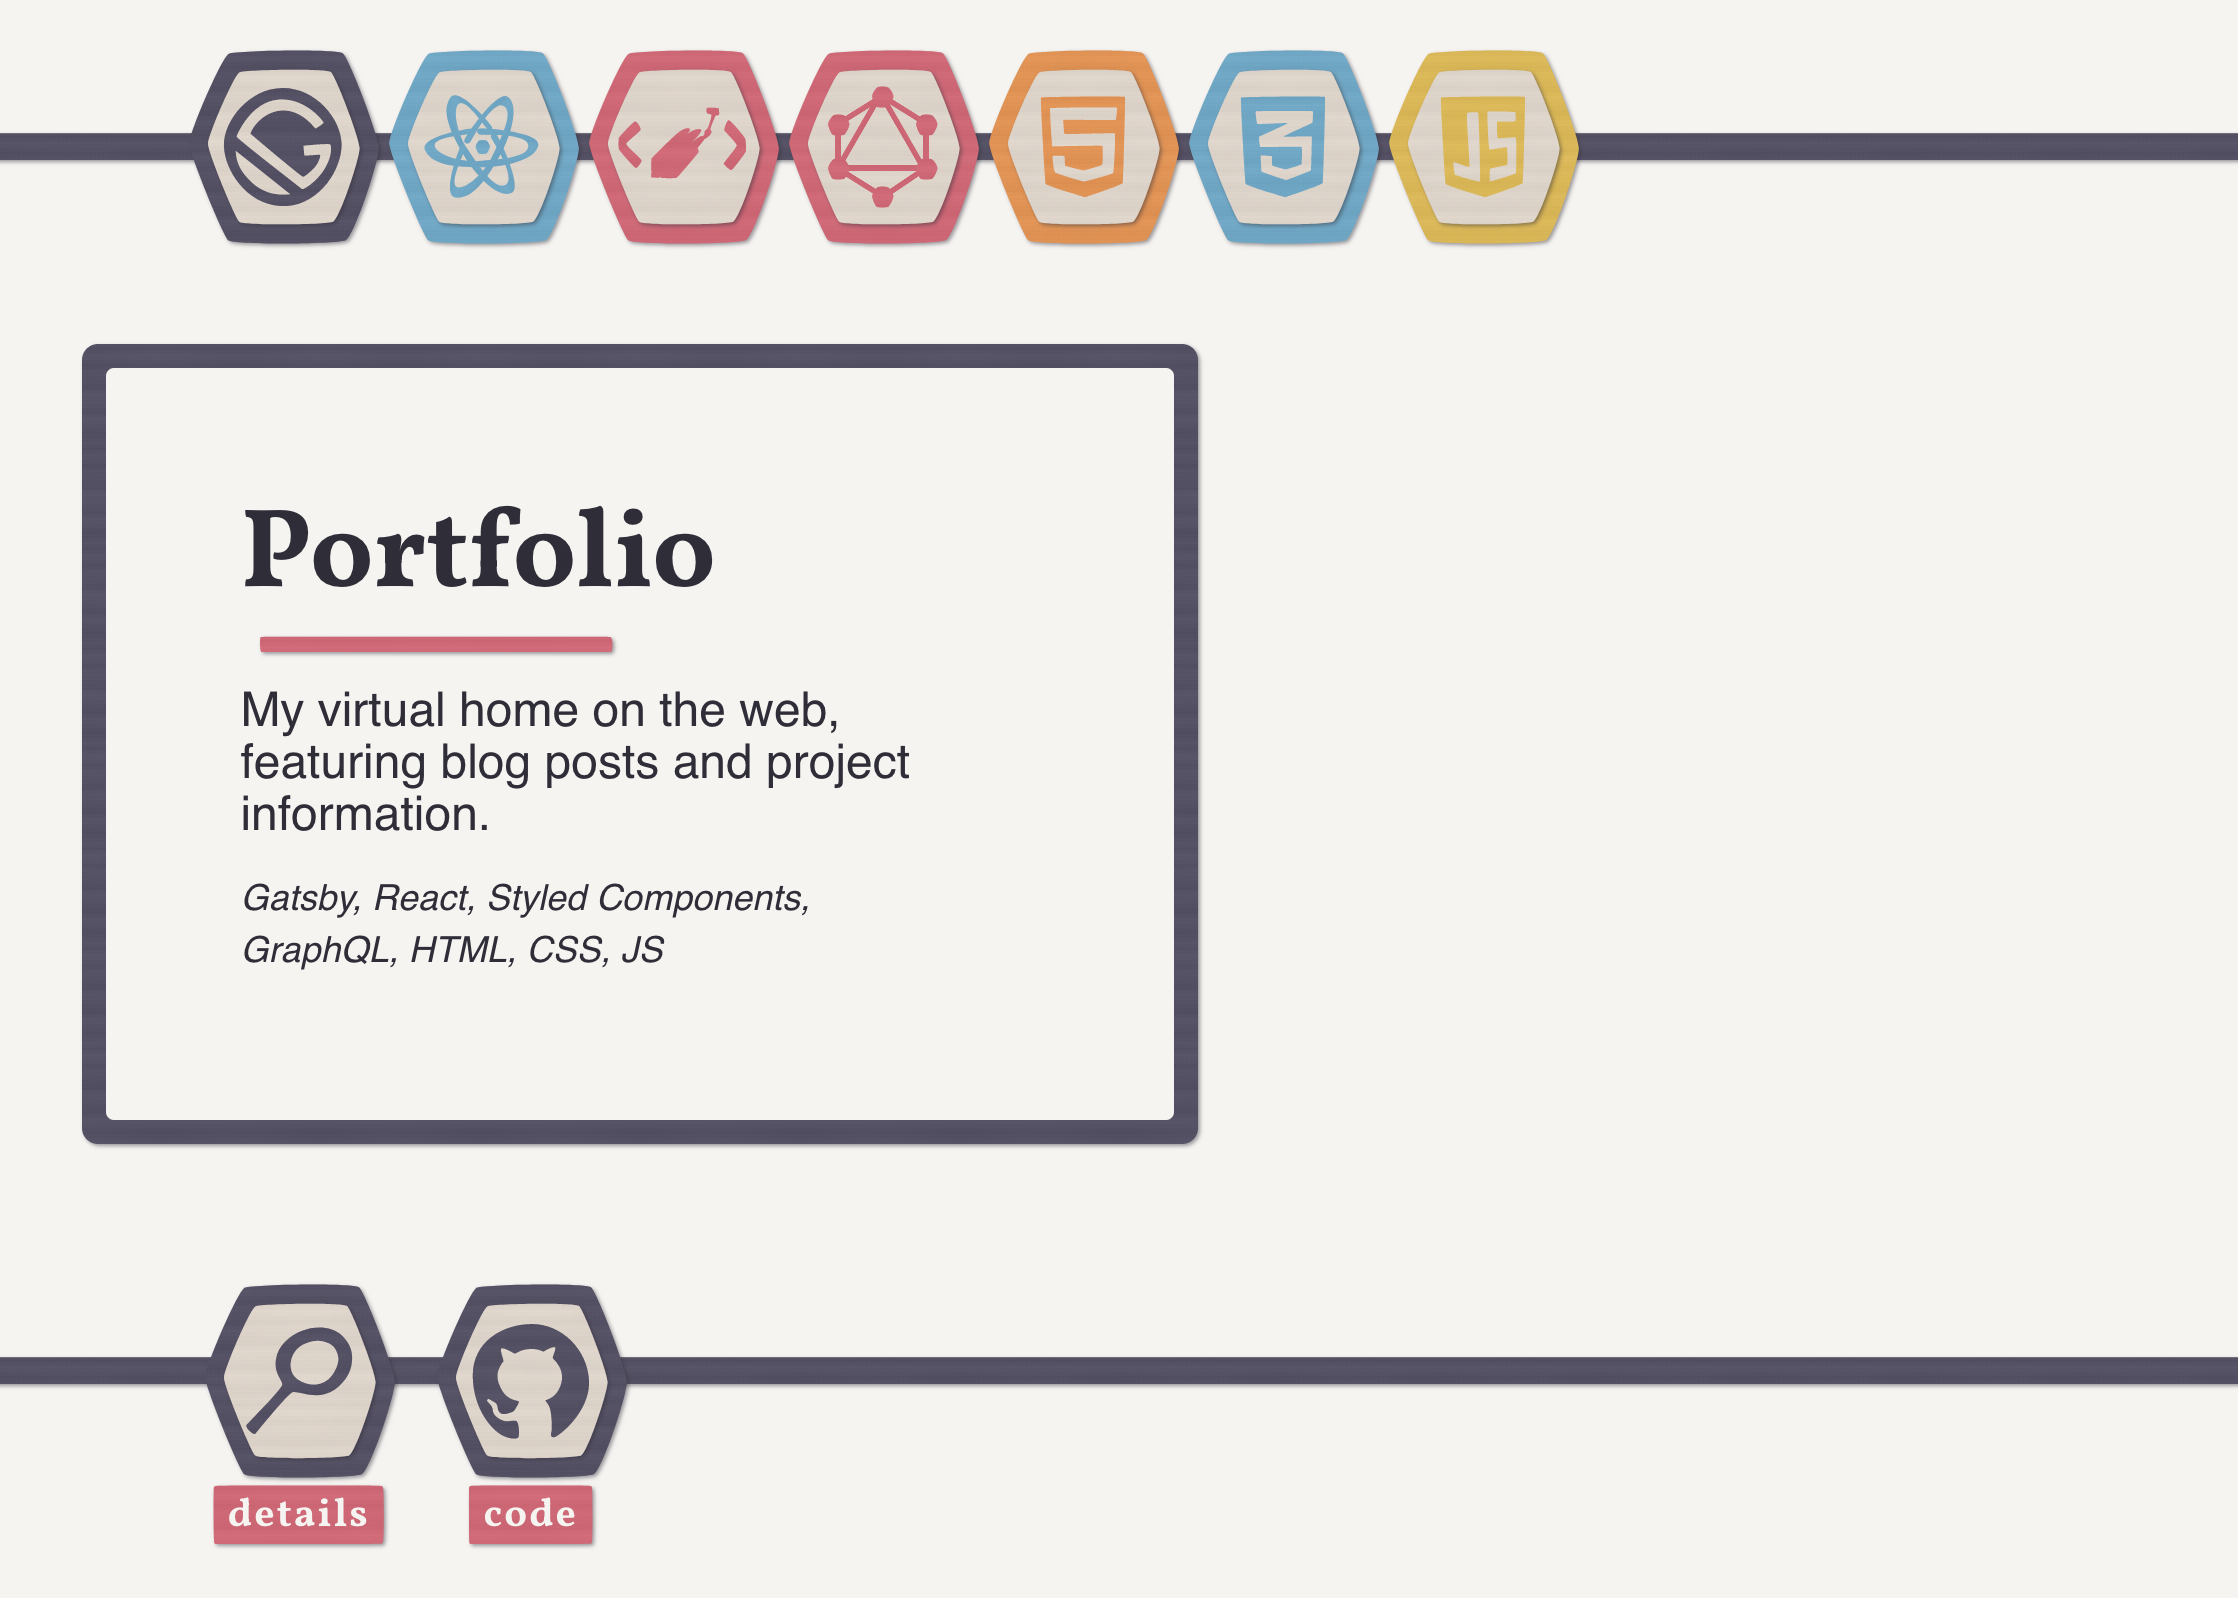 JS
Portfolio
My virtual home on the web,
featuring blog posts and project
information.
Gatsby, React, Styled Components,
GraphQL, HTML, CSS, JS
details
code